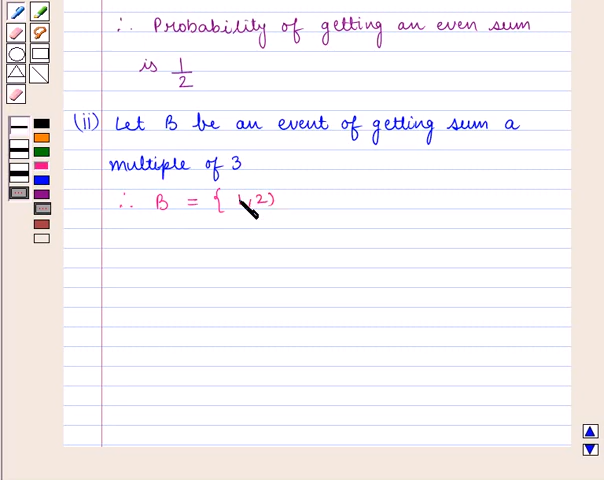 ∴ Probability of getting an even sum
is 1/2
(ii) Let B be an event of getting sum a
multiple of 3
∴ B = { 1,2)